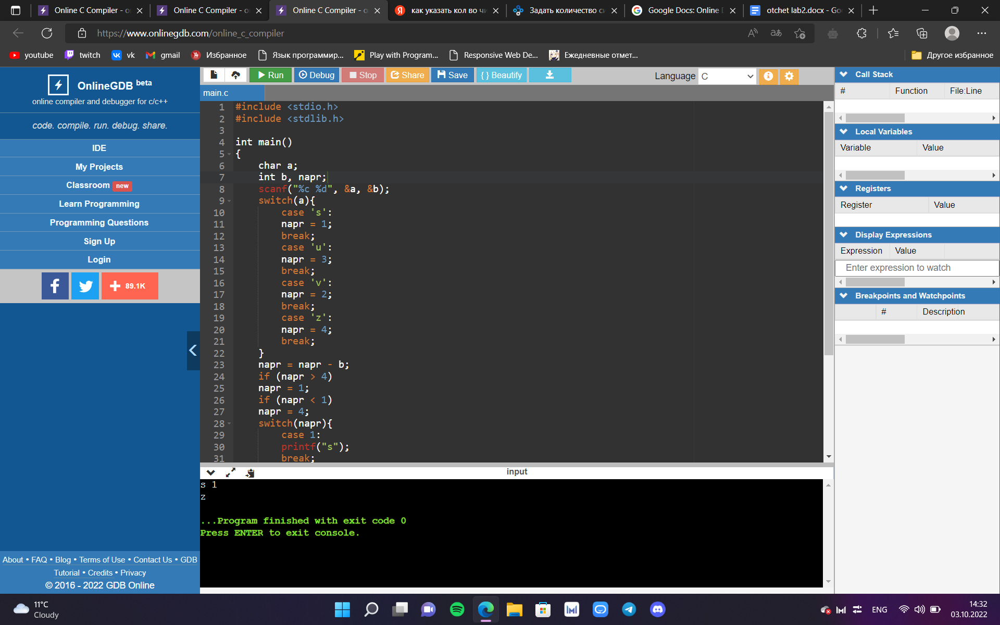 Online C Compiler - o
Online C Compiler - o
Online C Compiler - o
как указать кол во чи
Задать количество си
Google Docs: Online D
otchet lab2.docx - Goo
https://www.onlinegdb.com/online_c_compiler
youtube
twitch
vk
gmail
Избранное
Язык программир...
Play with Program...
Responsive Web De...
Ежедневные отмет...
Другое избранное
OnlineGDB beta
online compiler and debugger for c/c++
code. compile. run. debug. share.
IDE
My Projects
Classroom new
Learn Programming
Programming Questions
Sign Up
Login
89.1K
About • FAQ • Blog • Terms of Use • Contact Us • GDB
Tutorial • Credits • Privacy
© 2016 - 2022 GDB Online
Run
Debug
Stop
Share
Save
{ } Beautify
Language C
main.c
1 #include <stdio.h>
2 #include <stdlib.h>
3
4 int main()
5 {
6 char a;
7 int b, napr;
8 scanf("%c %d", &a, &b);
9 switch(a){
10 case 's':
11 napr = 1;
12 break;
13 case 'u':
14 napr = 3;
15 break;
16 case 'v':
17 napr = 2;
18 break;
19 case 'z':
20 napr = 4;
21 break;
22 }
23 napr = napr - b;
24 if (napr > 4)
25 napr = 1;
26 if (napr < 1)
27 napr = 4;
28 switch(napr){
29 case 1:
30 printf("s");
31 break;
input
s 1
z
...Program finished with exit code 0
Press ENTER to exit console.
Call Stack
# Function File:Line
Local Variables
Variable Value
Registers
Register Value
Display Expressions
Expression Value
Enter expression to watch
Breakpoints and Watchpoints
# Description
11°C
Cloudy
ENG
14:32
03.10.2022